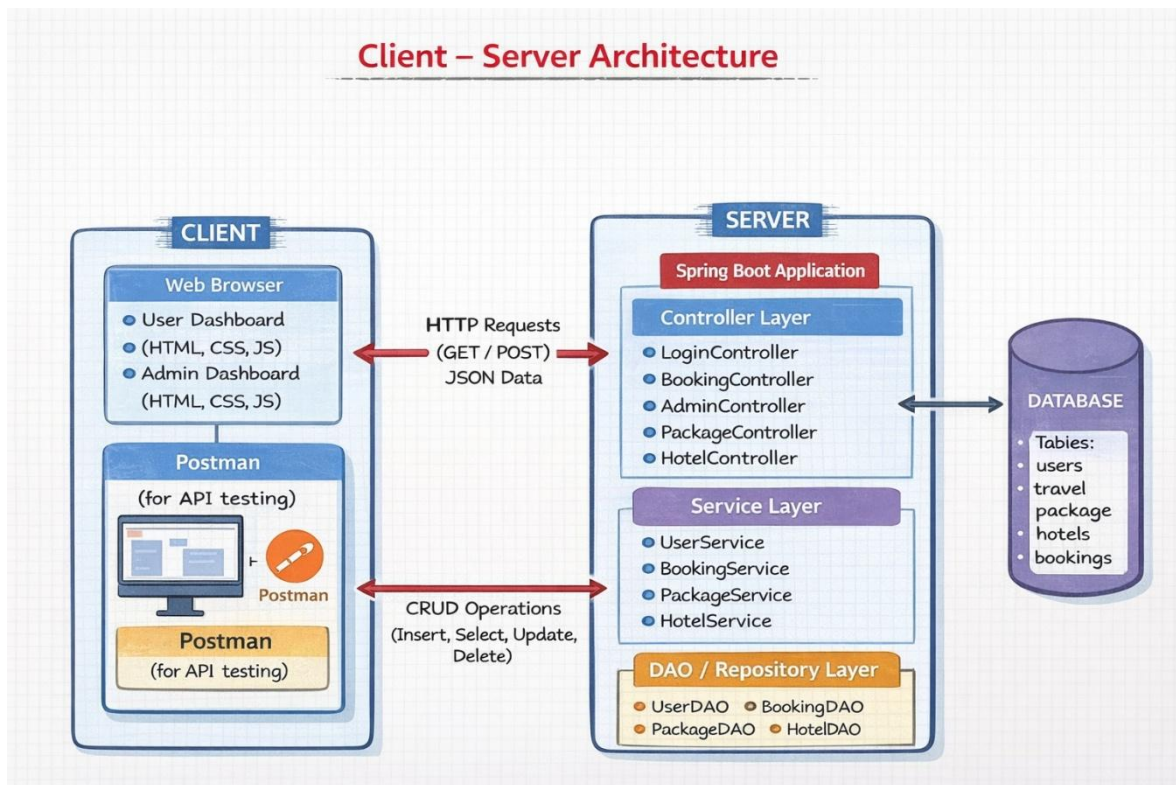 Client – Server Architecture
CLIENT
Web Browser
User Dashboard
(HTML, CSS, JS)
Admin Dashboard
(HTML, CSS, JS)
Postman
(for API testing)
Postman
Postman
(for API testing)
HTTP Requests
(GET / POST)
JSON Data
CRUD Operations
(Insert, Select, Update,
Delete)
SERVER
Spring Boot Application
Controller Layer
LoginController
BookingController
AdminController
PackageController
HotelController
Service Layer
UserService
BookingService
PackageService
HotelService
DAO / Repository Layer
UserDAO BookingDAO
PackageDAO HotelDAO
DATABASE
Tabies:
users
travel
package
hotels
bookings